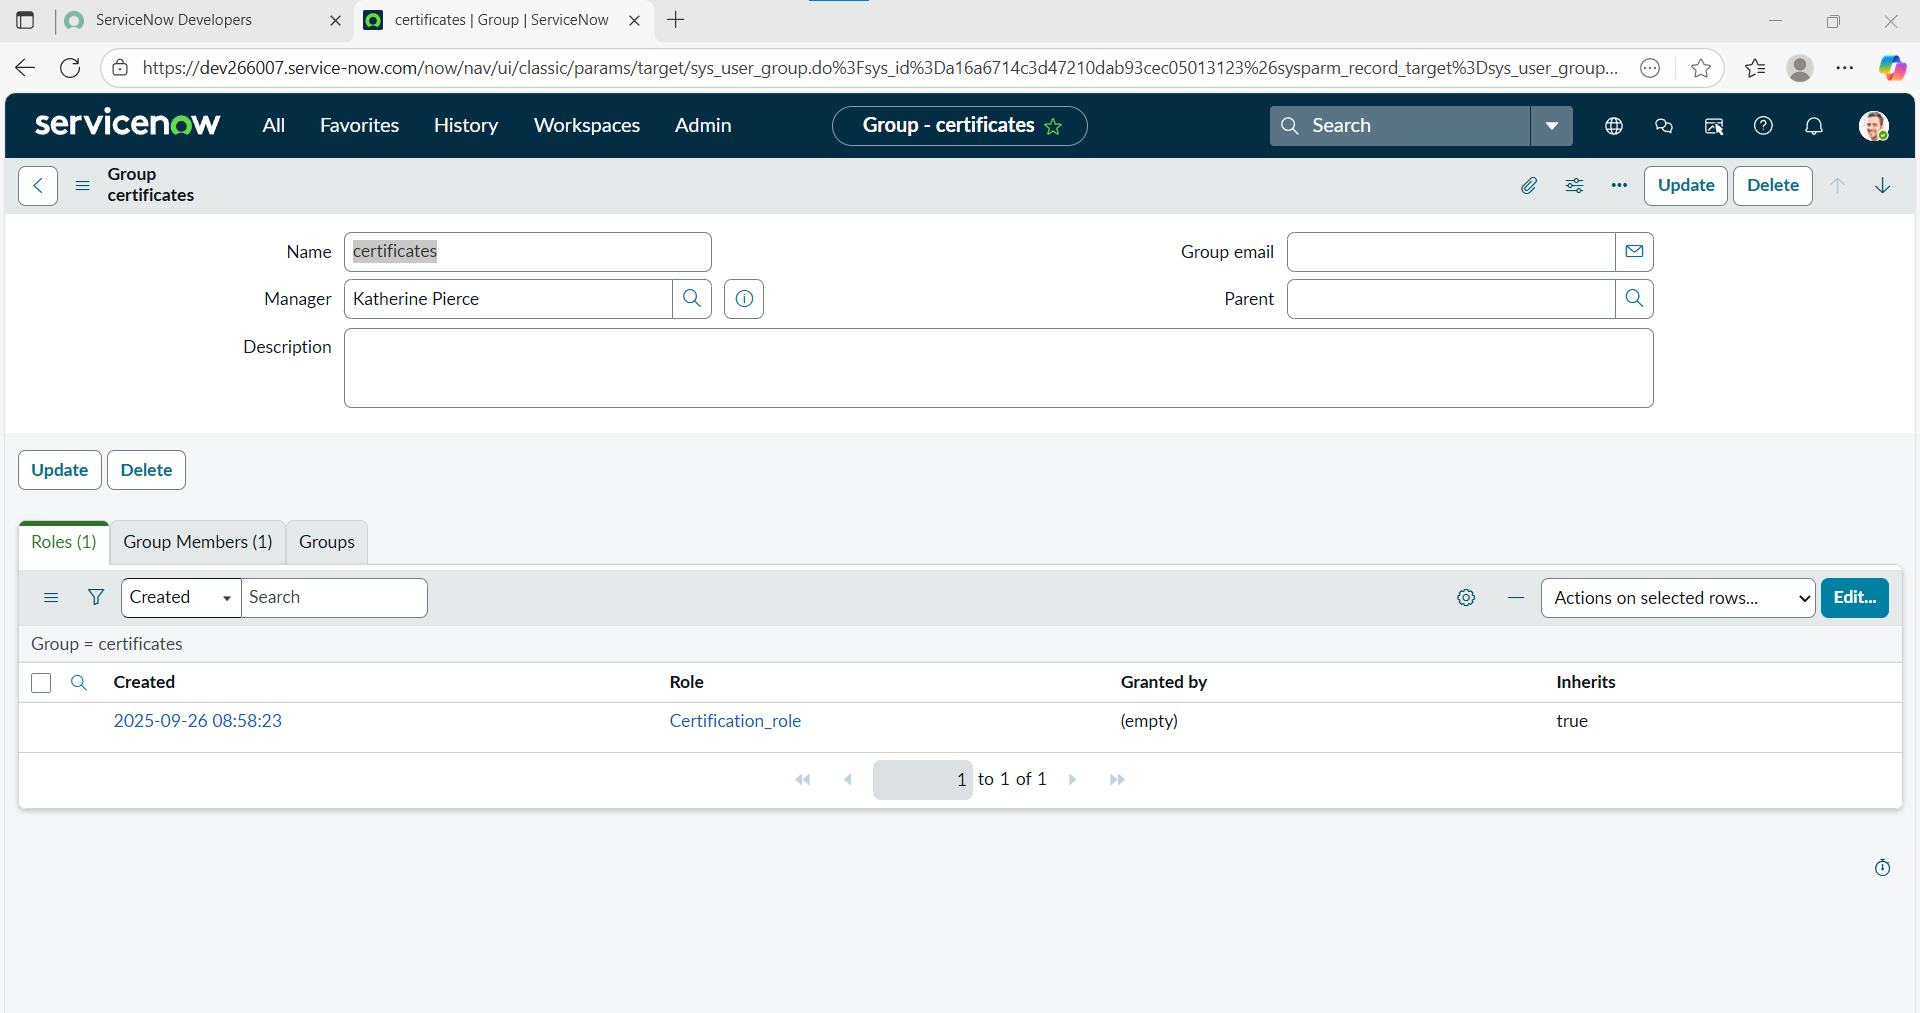 ServiceNow Developers
certificates | Group | ServiceNow
https://dev266007.service-now.com/now/nav/ui/classic/params/target/sys_user_group.do%3Fsys_id%3Da16a6714c3d47210dab93cec05013123%26sysparm_record_target%3Dsys_user_group...
servicenow All Favorites History Workspaces Admin Group - certificates Search
Group
certificates
Update Delete
Name certificates Group email
Manager Katherine Pierce Parent
Description
Update Delete
Roles (1) Group Members (1) Groups
Created Search Actions on selected rows... Edit...
Group = certificates
Created Role Granted by Inherits
2025-09-26 08:58:23 Certification_role (empty) true
1 to 1 of 1